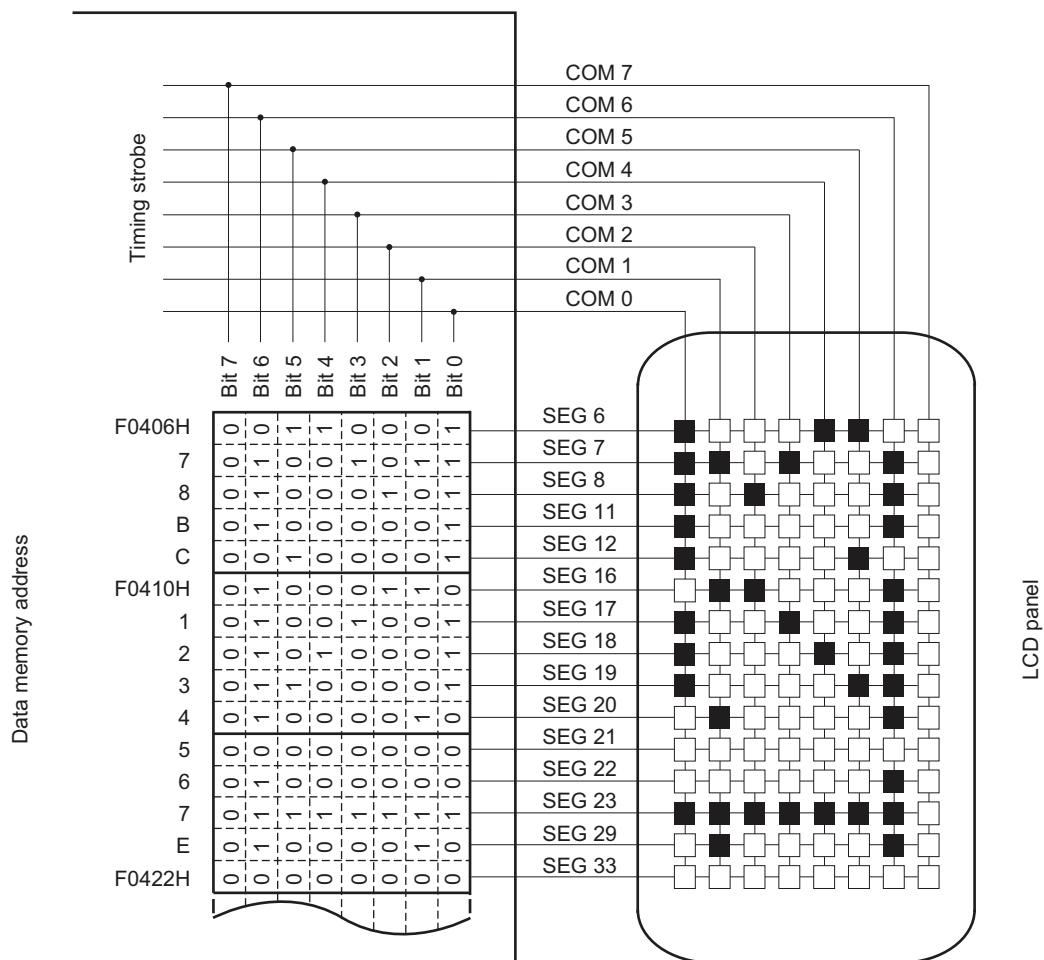 COM 7
COM 6
COM 5
COM 4
COM 3
COM 2
COM 1
COM 0
Timing strobe
Bit 7 Bit 6 Bit 5 Bit 4 Bit 3 Bit 2 Bit 1 Bit 0
Data memory address
F0406H 0 0 1 1 0 0 0 1 SEG 6
7 0 1 0 0 1 0 1 1 SEG 7
8 0 1 0 0 0 1 0 1 SEG 8
B 0 1 0 0 0 0 0 1 SEG 11
C 0 0 1 0 0 0 0 1 SEG 12
F0410H 0 1 0 0 0 1 1 0 SEG 16
1 0 1 0 0 1 0 0 1 SEG 17
2 0 1 0 1 0 0 0 1 SEG 18
3 0 1 1 0 0 0 0 1 SEG 19
4 0 1 0 0 0 0 1 0 SEG 20
5 0 0 0 0 0 0 0 0 SEG 21
6 0 1 0 0 0 0 0 0 SEG 22
7 0 1 1 1 1 1 1 1 SEG 23
E 0 1 0 0 0 0 1 0 SEG 29
F0422H 0 0 0 0 0 0 0 0 SEG 33
LCD panel